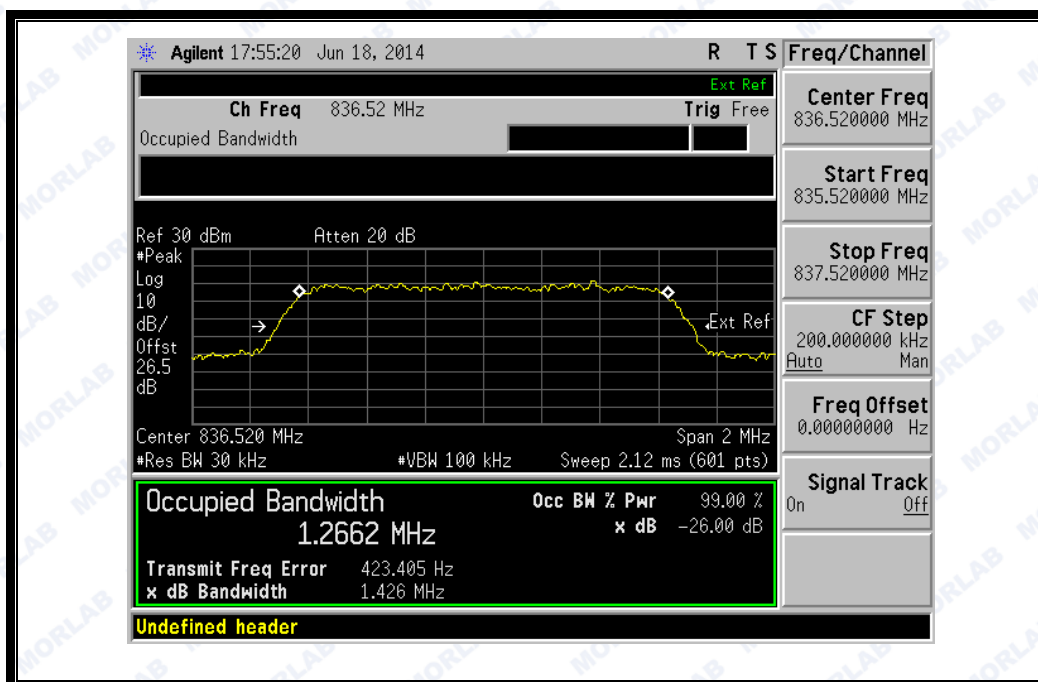 Agilent 17:55:20 Jun 18, 2014 R T S
Freq/Channel
Ext Ref
Ch Freq 836.52 MHz Trig Free
Occupied Bandwidth
Center Freq
836.520000 MHz
Start Freq
835.520000 MHz
Stop Freq
837.520000 MHz
CF Step
200.000000 kHz
Auto Man
Freq Offset
0.00000000 Hz
Signal Track
On Off
Ref 30 dBm Atten 20 dB
#Peak
Log
10
dB/
Offst
26.5
dB
Ext Ref
Center 836.520 MHz Span 2 MHz
#Res BW 30 kHz #VBW 100 kHz Sweep 2.12 ms (601 pts)
Occupied Bandwidth Occ BW % Pwr 99.00 %
1.2662 MHz x dB -26.00 dB
Transmit Freq Error 423.405 Hz
x dB Bandwidth 1.426 MHz
Undefined header
MORLAB